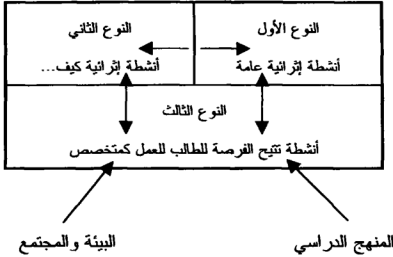 النوع الأول
النوع الثاني
أنشطة إثرائية عامة
أنشطة إثرائية كيف...
النوع الثالث
أنشطة تتيح الفرصة للطالب للعمل كمتخصص
المنهج الدراسي
البيئة والمجتمع